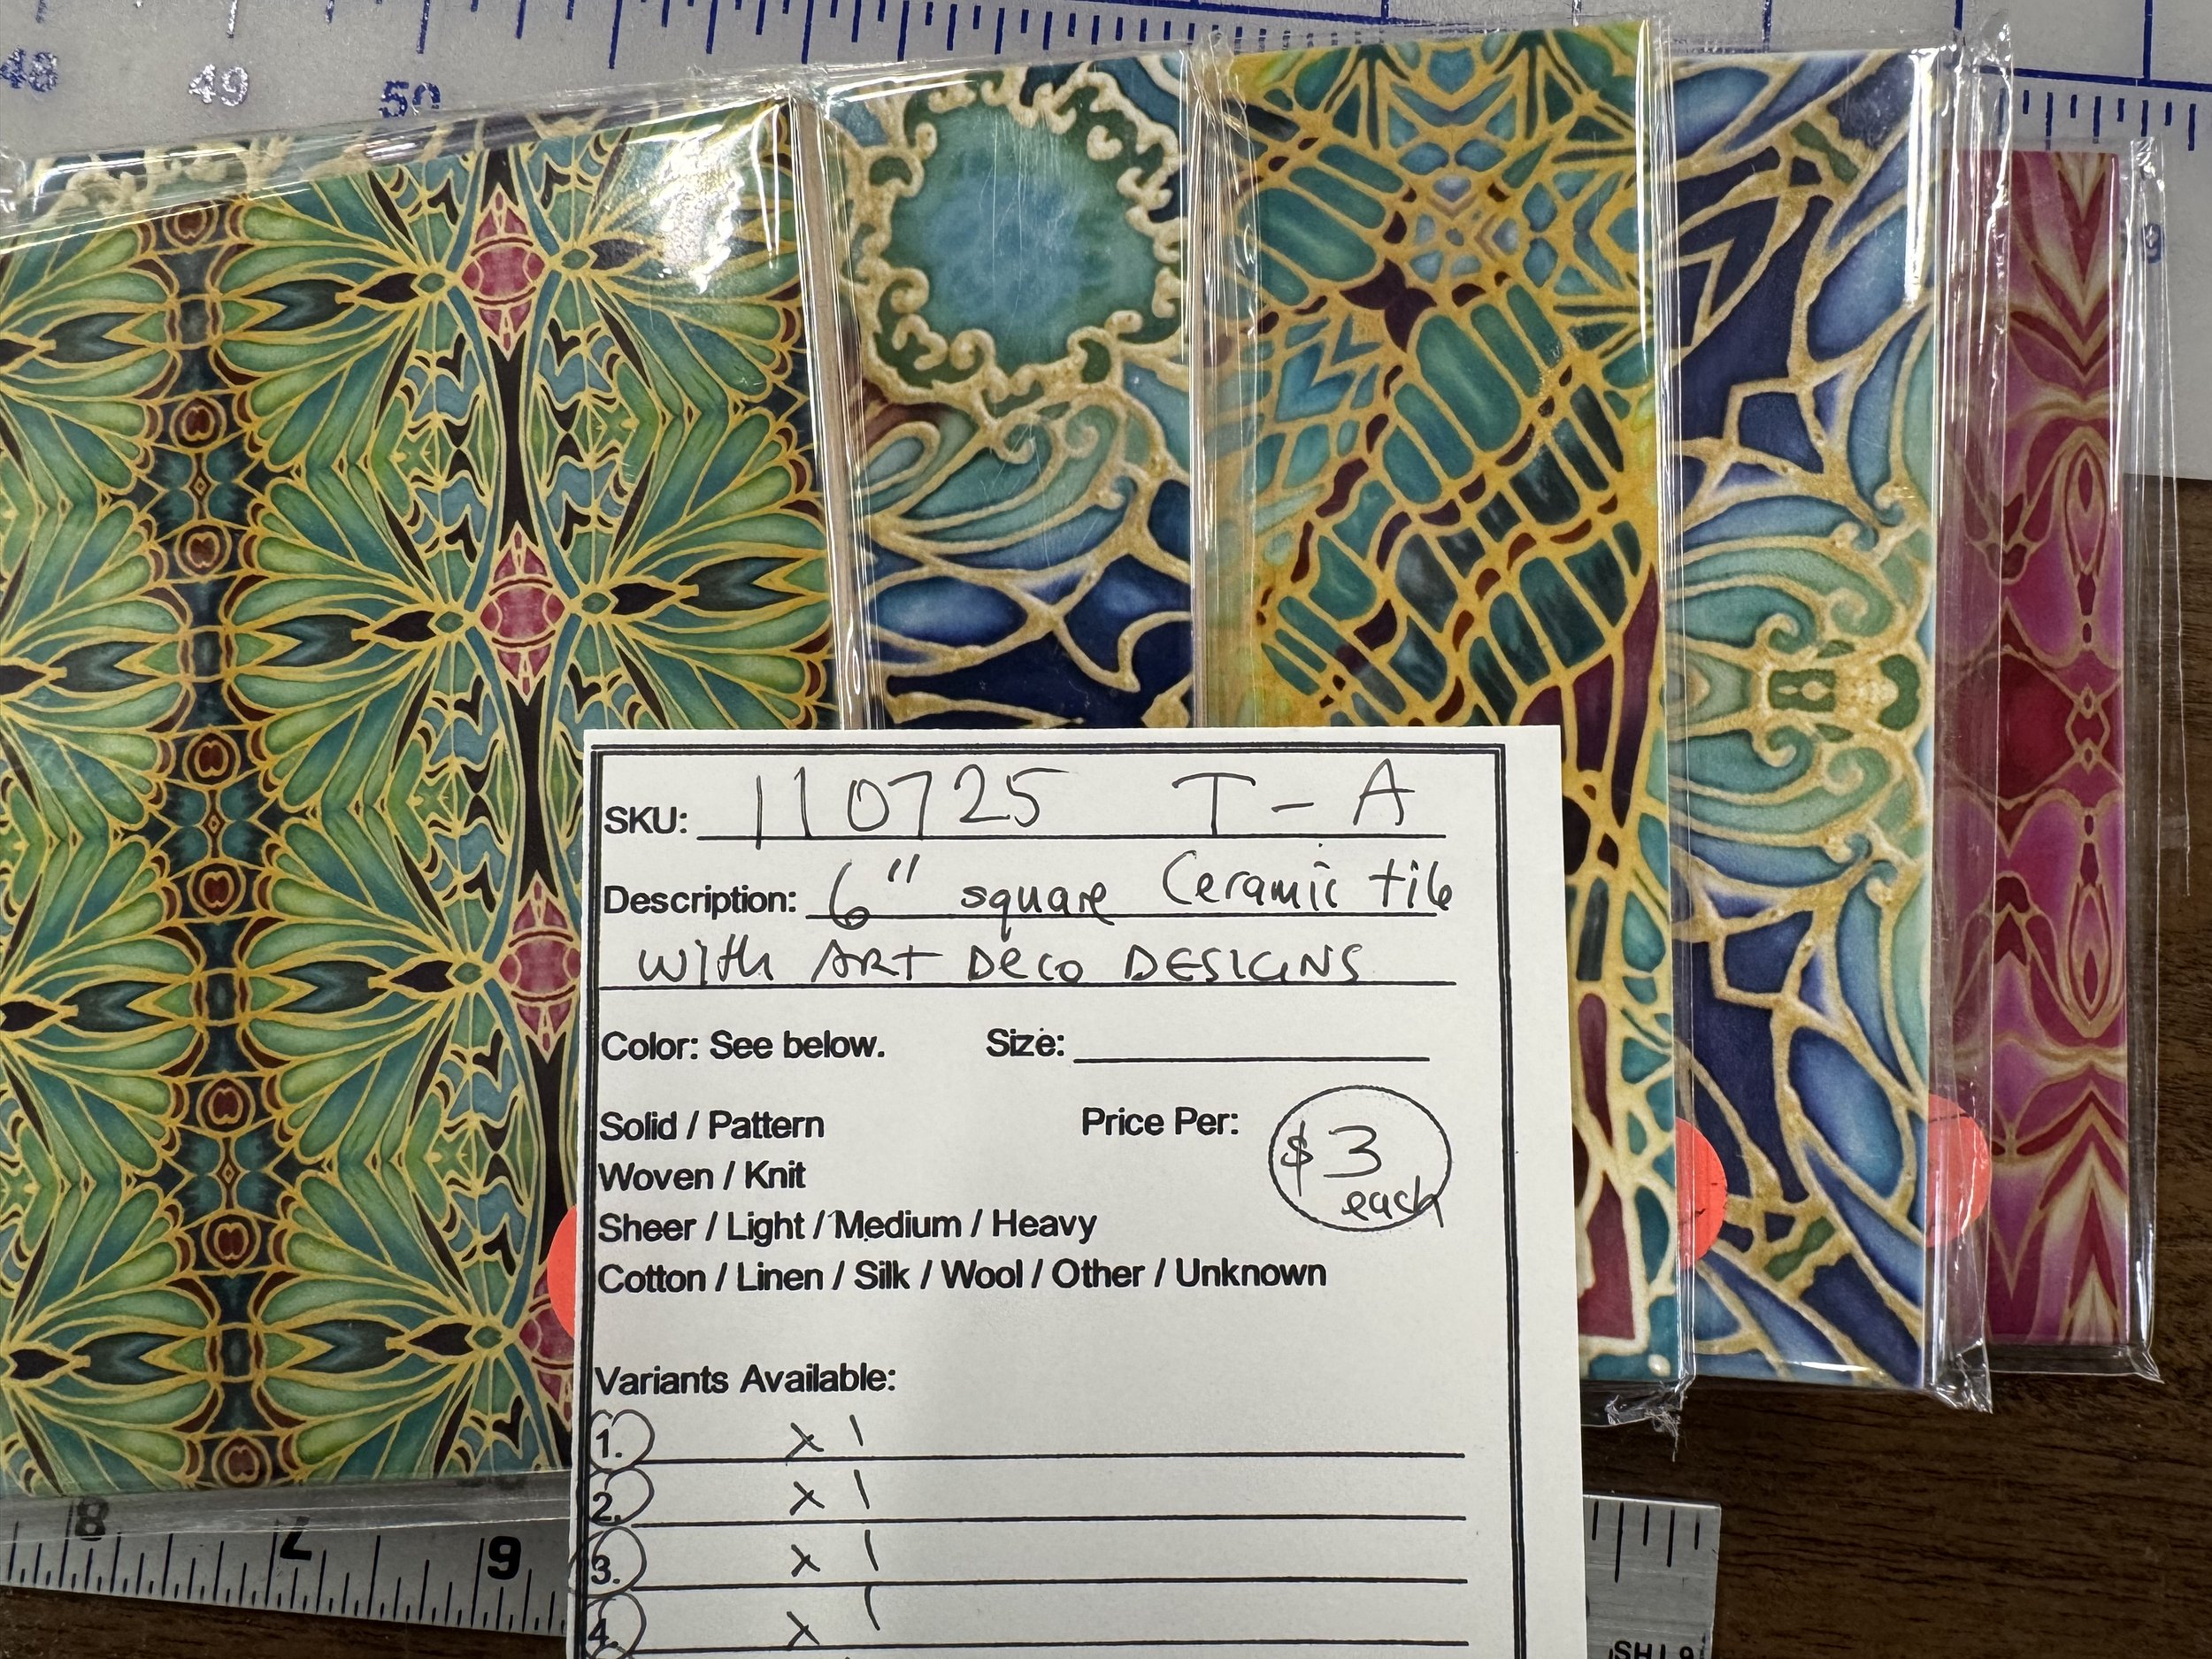 48 49 50
SKU: 110725 T-A
Description: 6" square Ceramic tile
with ART Deco DESIGNS
Color: See below. Size:
Solid / Pattern Price Per: $3 each
Woven / Knit
Sheer / Light / Medium / Heavy
Cotton / Linen / Silk / Wool / Other / Unknown
Variants Available:
1. x 1
2. x 1
3. x 1
4. x 1
8 7 6